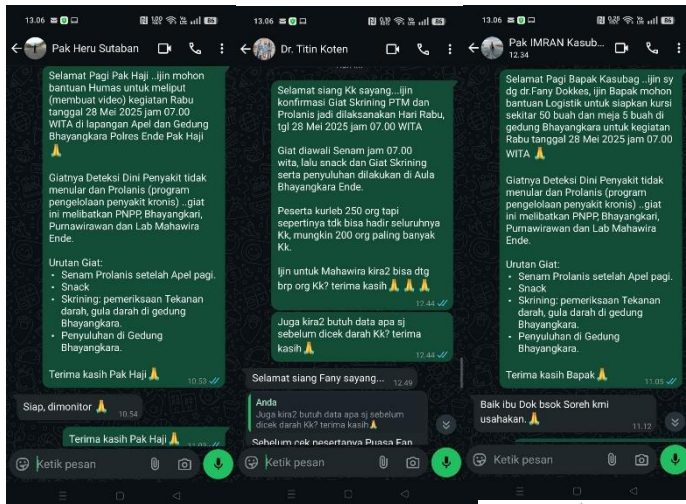 13.06
86
Pak Heru Sutaban
Selamat Pagi Pak Haji ..ijin mohon
bantuan Humas untuk meliput
(membuat video) kegiatan Rabu
tanggal 28 Mei 2025 jam 07.00
WITA di lapangan Apel dan Gedung
Bhayangkara Polres Ende Pak Haji
🙏
Giatnya Deteksi Dini Penyakit tidak
menular dan Prolanis (program
pengelolaan penyakit kronis) ..giat
ini melibatkan PNPP, Bhayangkari,
Purnawirawan dan Lab Mahawira
Ende.
Urutan Giat:
• Senam Prolanis setelah Apel pagi.
• Snack
• Skrining: pemeriksaan Tekanan
darah, gula darah di gedung
Bhayangkara.
• Penyuluhan di Gedung
Bhayangkara.
Terima kasih Pak Haji 🙏
10.53
Siap, dimonitor 🙏
10.54
Terima kasih Pak Haji 🙏
Ketik pesan
13.06
86
Dr. Titin Koten
Selamat siang Kk sayang...ijin
konfirmasi Giat Skrining PTM dan
Prolanis jadi dilaksanakan Hari Rabu,
tgl 28 Mei 2025 jam 07.00 WITA
Giat diawali Senam jam 07.00
wita, lalu snack dan Giat Skrining
serta penyuluhan dilakukan di Aula
Bhayangkara Ende.
Peserta kurleb 250 org tapi
sepertinya tdk bisa hadir seluruhnya
Kk, mungkin 200 org paling banyak
Kk.
Ijin untuk Mahawira kira2 bisa dtg
brp org Kk? terima kasih 🙏 🙏 🙏
12.44
Juga kira2 butuh data apa sj
sebelum dicek darah Kk? terima
kasih 🙏
12.44
Selamat siang Fany sayang...
12.49
Anda
Juga kira2 butuh data apa sj sebelum
dicek darah Kk? terima kasih 🙏
Sebelum cek pesertanya Puasa Fan
Ketik pesan
13.06
86
Pak IMRAN Kasub...
12.34
Selamat Pagi Bapak Kasubag ..ijin sy
dg dr.Fany Dokkes, ijin Bapak mohon
bantuan Logistik untuk siapkan kursi
sekitar 50 buah dan meja 5 buah di
gedung Bhayangkara untuk kegiatan
Rabu tanggal 28 Mei 2025 jam 07.00
WITA 🙏
Giatnya Deteksi Dini Penyakit tidak
menular dan Prolanis (program
pengelolaan penyakit kronis) ..giat
ini melibatkan PNPP, Bhayangkari,
Purnawirawan dan Lab Mahawira
Ende.
Urutan Giat:
• Senam Prolanis setelah Apel pagi.
• Snack
• Skrining: pemeriksaan Tekanan
darah, gula darah di gedung
Bhayangkara.
• Penyuluhan di Gedung
Bhayangkara.
Terima kasih Bapak 🙏
11.05
Baik ibu Dok bsok Soreh kmi
usahakan. 🙏
11.12
Ketik pesan